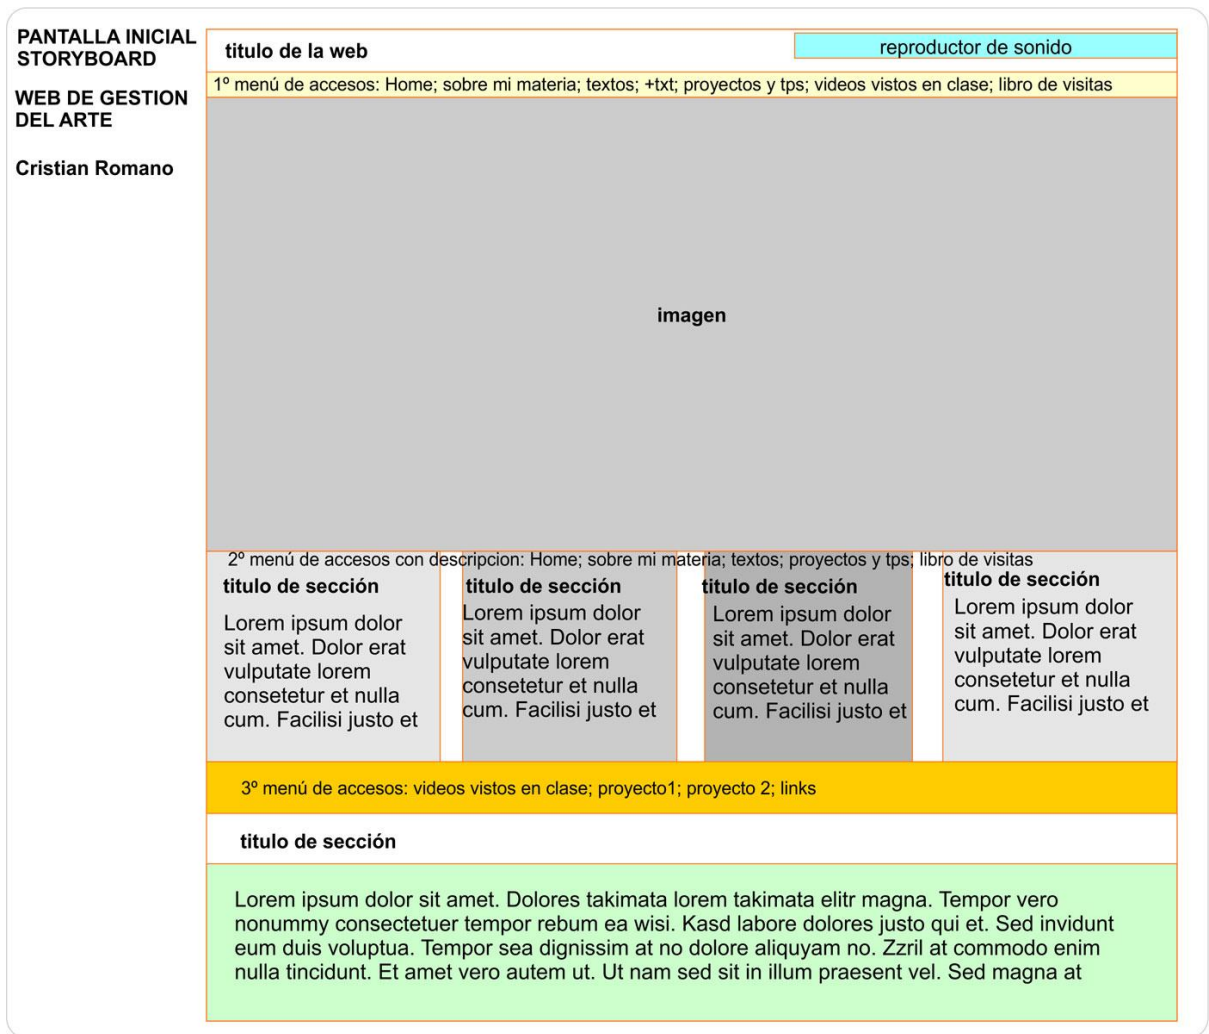 PANTALLA INICIAL
STORYBOARD
WEB DE GESTION
DEL ARTE
Cristian Romano
titulo de la web
reproductor de sonido
1º menú de accesos: Home; sobre mi materia; textos; +txt; proyectos y tps; videos vistos en clase; libro de visitas
imagen
2º menú de accesos con descripcion: Home; sobre mi materia; textos; proyectos y tps; libro de visitas
titulo de sección
Lorem ipsum dolor
sit amet. Dolor erat
vulputate lorem
consetetur et nulla
cum. Facilisi justo et
titulo de sección
Lorem ipsum dolor
sit amet. Dolor erat
vulputate lorem
consetetur et nulla
cum. Facilisi justo et
titulo de sección
Lorem ipsum dolor
sit amet. Dolor erat
vulputate lorem
consetetur et nulla
cum. Facilisi justo et
titulo de sección
Lorem ipsum dolor
sit amet. Dolor erat
vulputate lorem
consetetur et nulla
cum. Facilisi justo et
3º menú de accesos: videos vistos en clase; proyecto1; proyecto 2; links
titulo de sección
Lorem ipsum dolor sit amet. Dolores takimata lorem takimata elitr magna. Tempor vero
nonummy consectetuer tempor rebum ea wisi. Kasd labore dolores justo qui et. Sed invidunt
eum duis voluptua. Tempor sea dignissim at no dolore aliquyam no. Zzril at commodo enim
nulla tincidunt. Et amet vero autem ut. Ut nam sed sit in illum praesent vel. Sed magna at